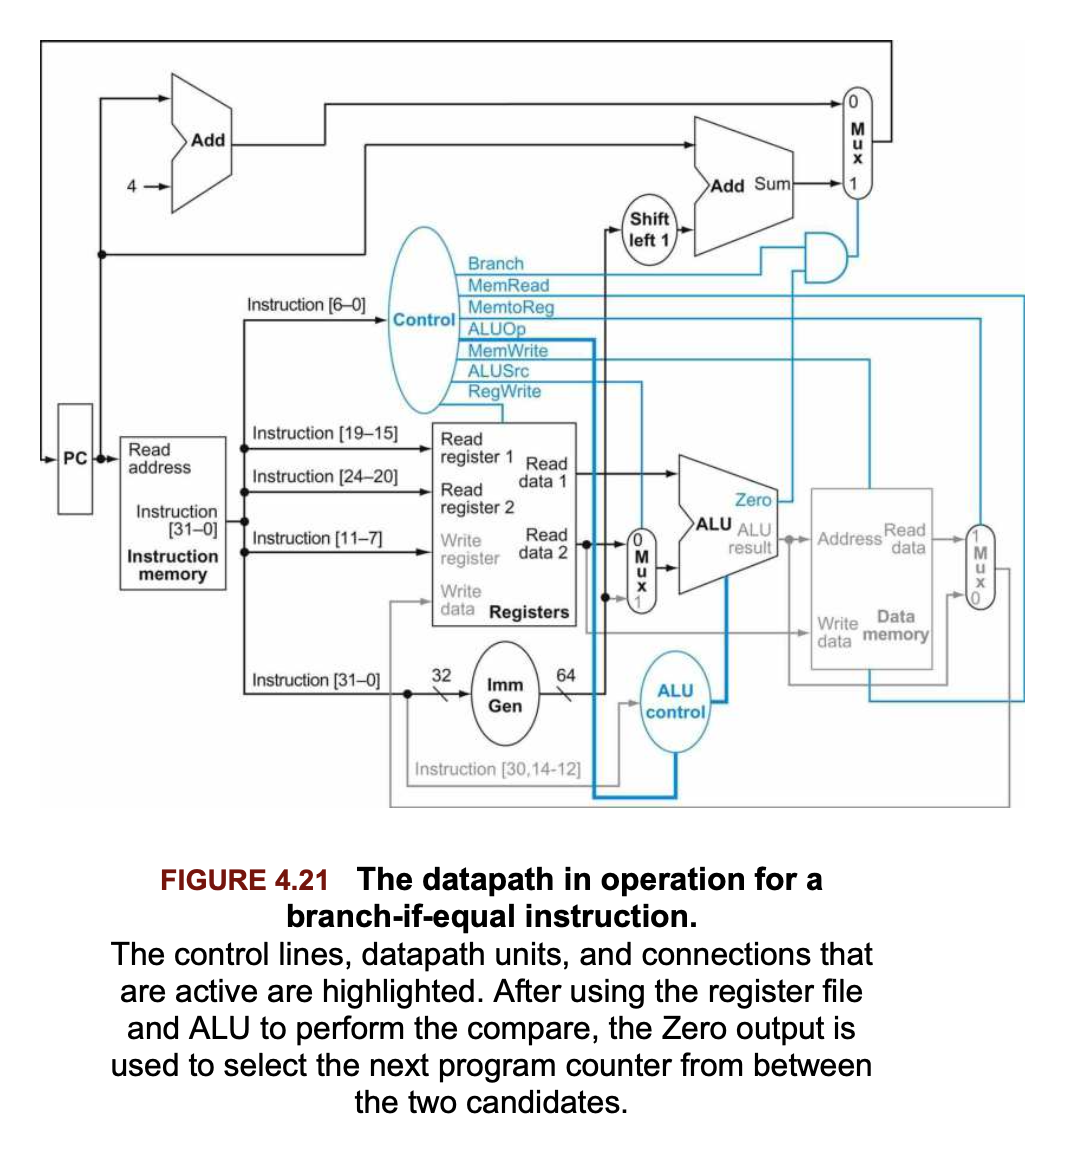 Add
4
0
M
u
x
1
Add Sum
Shift
left 1
Branch
MemRead
MemtoReg
ALUOp
MemWrite
ALUSrc
RegWrite
Control
Instruction [6–0]
PC
Read
address
Instruction
[31–0]
Instruction
memory
Instruction [19–15]
Instruction [24–20]
Instruction [11–7]
Instruction [31–0]
Read
register 1
Read
data 1
Read
register 2
Write
register
Read
data 2
Write
data
Registers
0
M
u
x
1
Zero
ALU
ALU
result
Address
Read
data
Write
data
Data
memory
1
M
u
x
0
32
Imm
Gen
64
ALU
control
Instruction [30,14-12]
FIGURE 4.21 The datapath in operation for a
branch-if-equal instruction.
The control lines, datapath units, and connections that
are active are highlighted. After using the register file
and ALU to perform the compare, the Zero output is
used to select the next program counter from between
the two candidates.